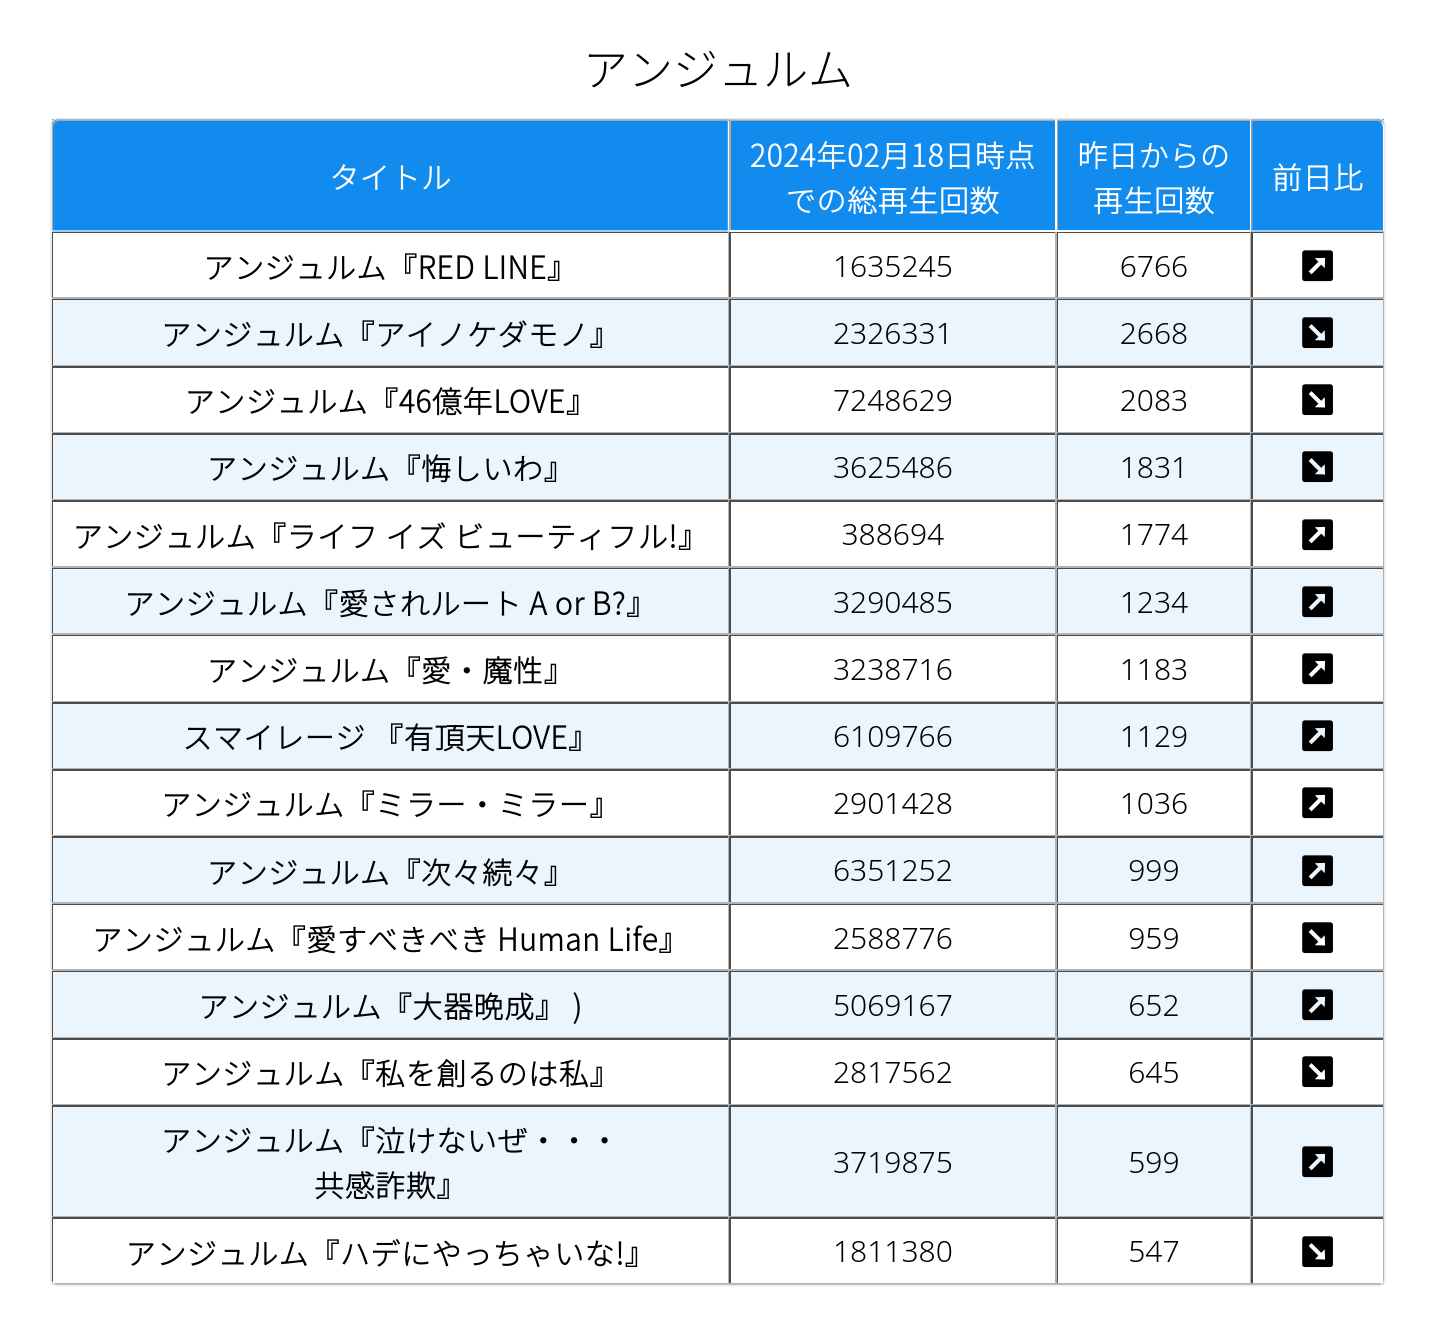 アンジュルム
タイトル
2024年02月18日時点
での総再生回数
昨日からの
再生回数
前日比
アンジュルム『RED LINE』 1635245 6766 ↗
アンジュルム『アイノケダモノ』 2326331 2668 ↘
アンジュルム『46億年LOVE』 7248629 2083 ↘
アンジュルム『悔しいわ』 3625486 1831 ↘
アンジュルム『ライフ イズ ビューティフル!』 388694 1774 ↗
アンジュルム『愛されルート A or B?』 3290485 1234 ↗
アンジュルム『愛・魔性』 3238716 1183 ↗
スマイレージ 『有頂天LOVE』 6109766 1129 ↗
アンジュルム『ミラー・ミラー』 2901428 1036 ↗
アンジュルム『次々続々』 6351252 999 ↗
アンジュルム『愛すべきべき Human Life』 2588776 959 ↘
アンジュルム『大器晩成』 ) 5069167 652 ↗
アンジュルム『私を創るのは私』 2817562 645 ↘
アンジュルム『泣けないぜ・・・
共感詐欺』 3719875 599 ↗
アンジュルム『ハデにやっちゃいな!』 1811380 547 ↘